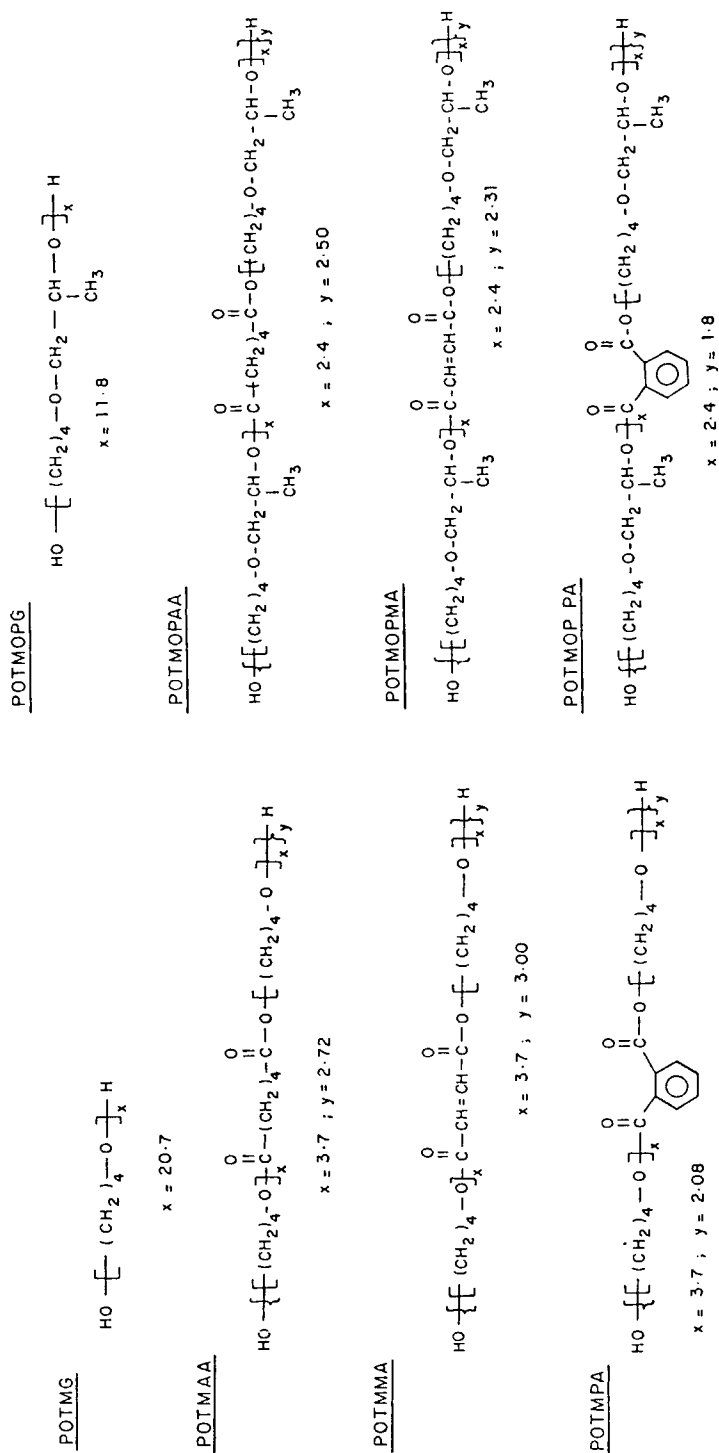 POTMG
HO-[-(CH2)4-O-]x-H
x = 20·7
POTMAA
HO-{-[-(CH2)4-O-]x-C(=O)-(CH2)4-C(=O)-O-[-(CH2)4-O-]x-}y-H
x = 3·7 ; y = 2·72
POTMMA
HO-{-[-(CH2)4-O-]x-C(=O)-CH=CH-C(=O)-O-[-(CH2)4-O-]x-}y-H
x = 3·7 ; y = 3·00
POTMPA
HO-{-[-(CH2)4-O-]x-C(=O) C(=O)-O-[-(CH2)4-O-]x-}y-H
x = 3·7 ; y = 2·08
POTMOPG
HO-[-(CH2)4-O-CH2-CH-O-]x-H
CH3
x = 11·8
POTMOPAA
HO-{-[-(CH2)4-O-CH2-CH-O-]x-C(=O)-(CH2)4-C(=O)-O-[-(CH2)4-O-CH2-CH-O-]x-}y-H
CH3 CH3
x = 2·4 ; y = 2·50
POTMOPMA
HO-{-[-(CH2)4-O-CH2-CH-O-]x-C(=O)-CH=CH-C(=O)-O-[-(CH2)4-O-CH2-CH-O-]x-}y-H
CH3 CH3
x = 2·4 ; y = 2·31
POTMOP PA
HO-{-[-(CH2)4-O-CH2-CH-O-]x-C(=O) C(=O)-O-[-(CH2)4-O-CH2-CH-O-]x-}y-H
CH3 CH3
x = 2·4 ; y = 1·8